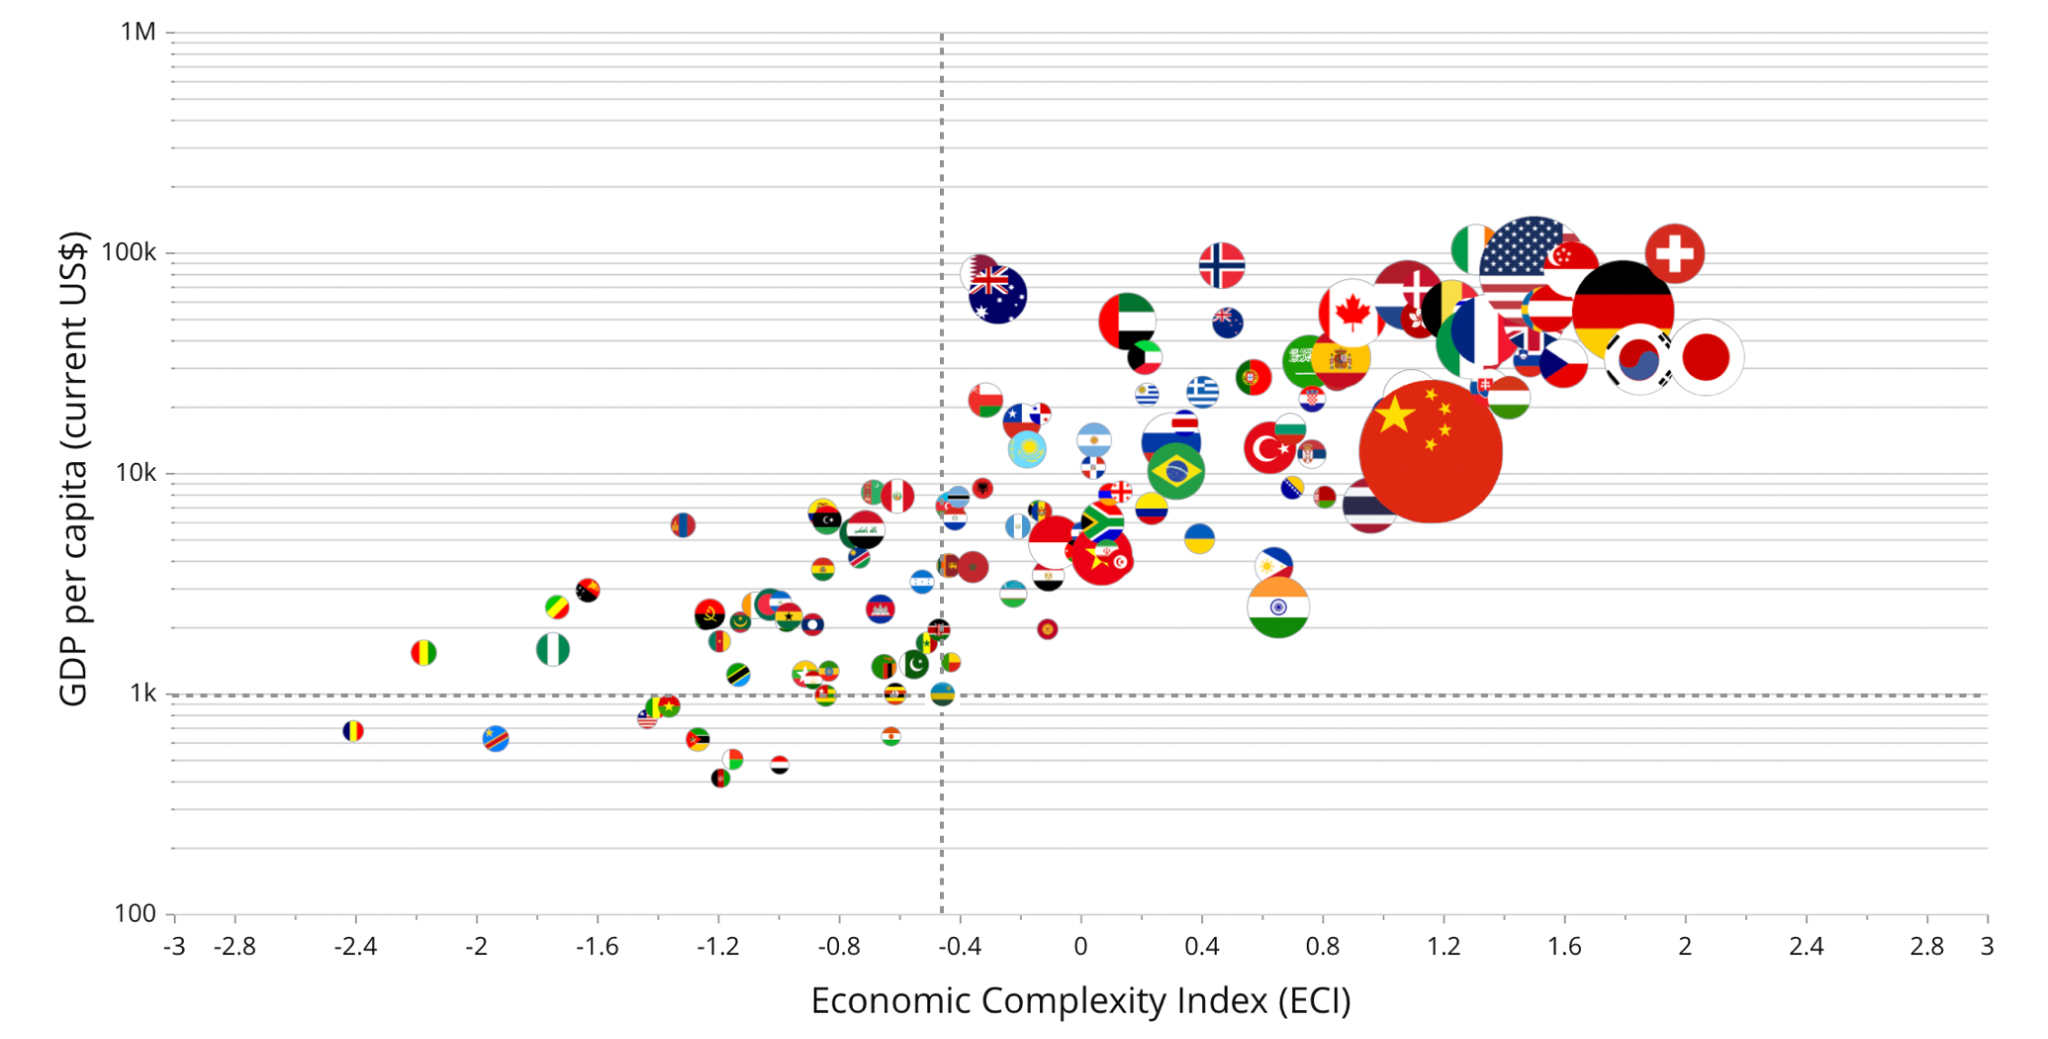 1M
100k
10k
1k
100
GDP per capita (current US$)
-3 -2.8 -2.4 -2 -1.6 -1.2 -0.8 -0.4 0 0.4 0.8 1.2 1.6 2 2.4 2.8 3
Economic Complexity Index (ECI)